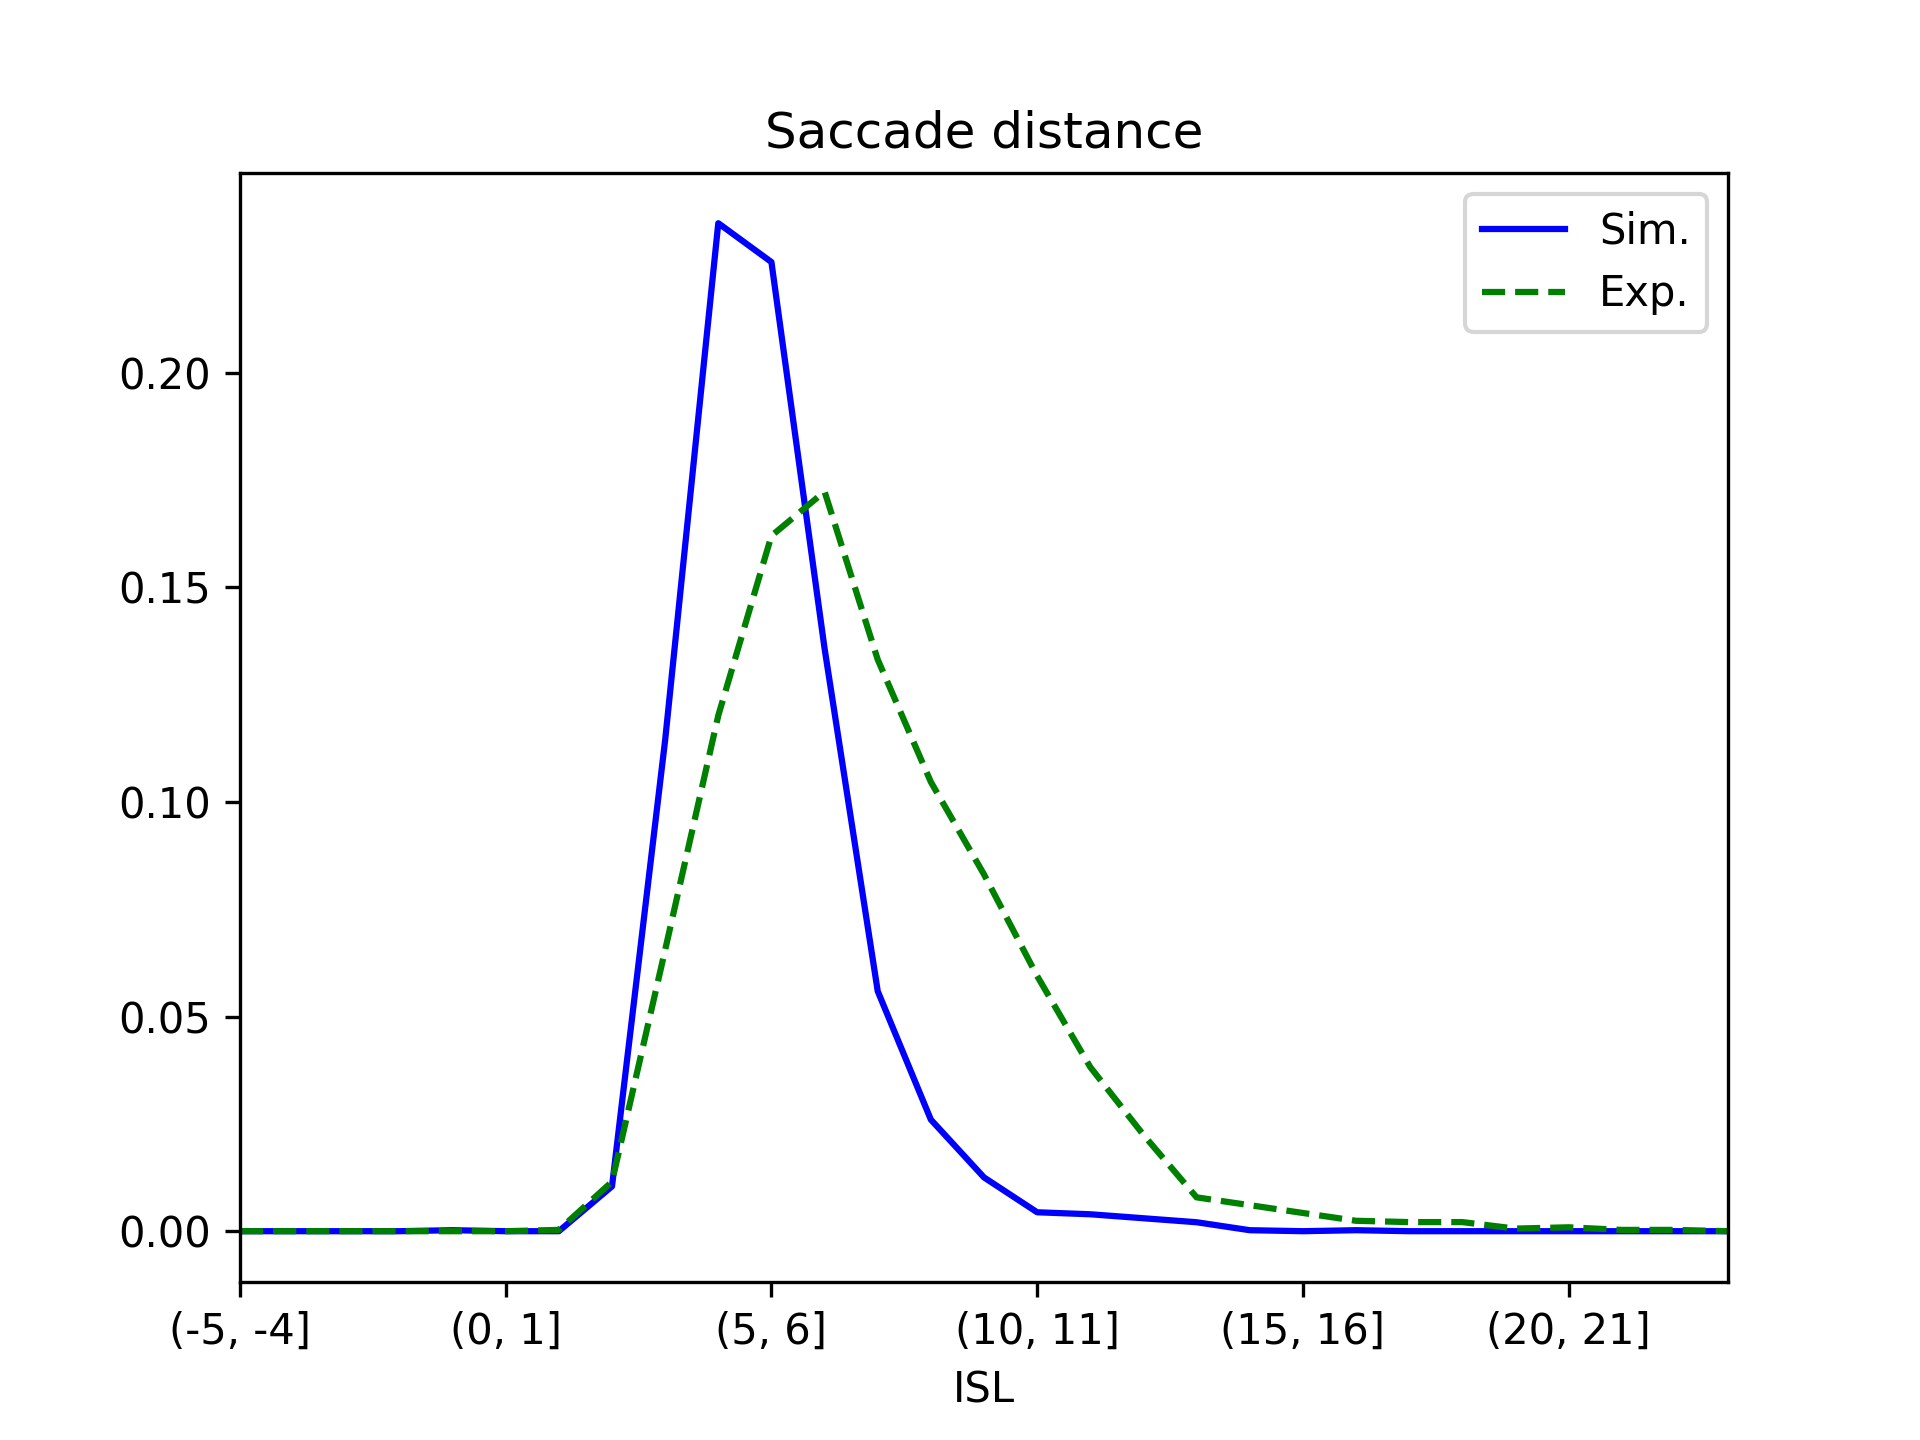 Saccade distance
Sim.
Exp.
0.20
0.15
0.10
0.05
0.00
(-5, -4] (0, 1] (5, 6] (10, 11] (15, 16] (20, 21]
ISL